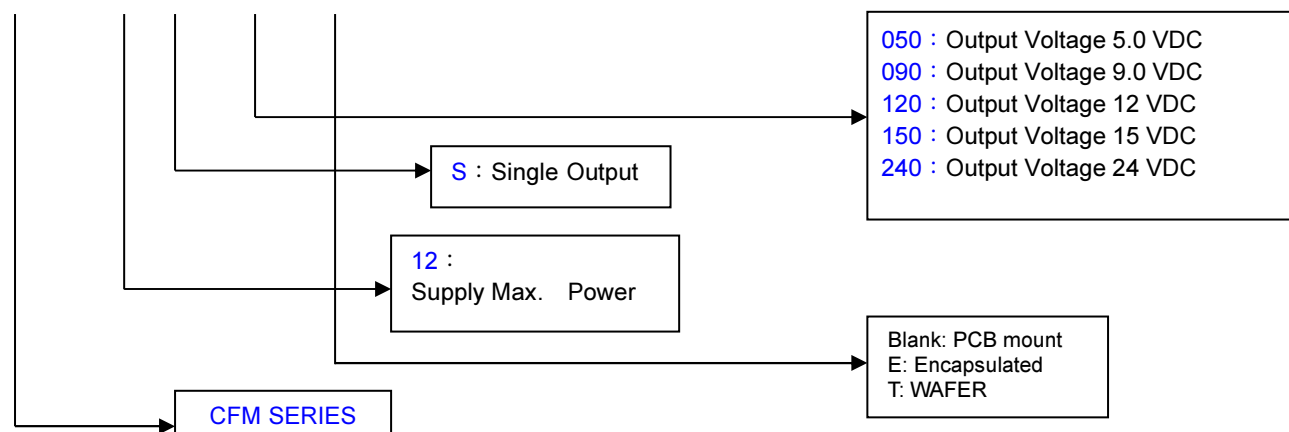 050：Output Voltage 5.0 VDC
090：Output Voltage 9.0 VDC
120：Output Voltage 12 VDC
150：Output Voltage 15 VDC
240：Output Voltage 24 VDC
S：Single Output
12：
Supply Max. Power
Blank: PCB mount
E: Encapsulated
T: WAFER
CFM SERIES